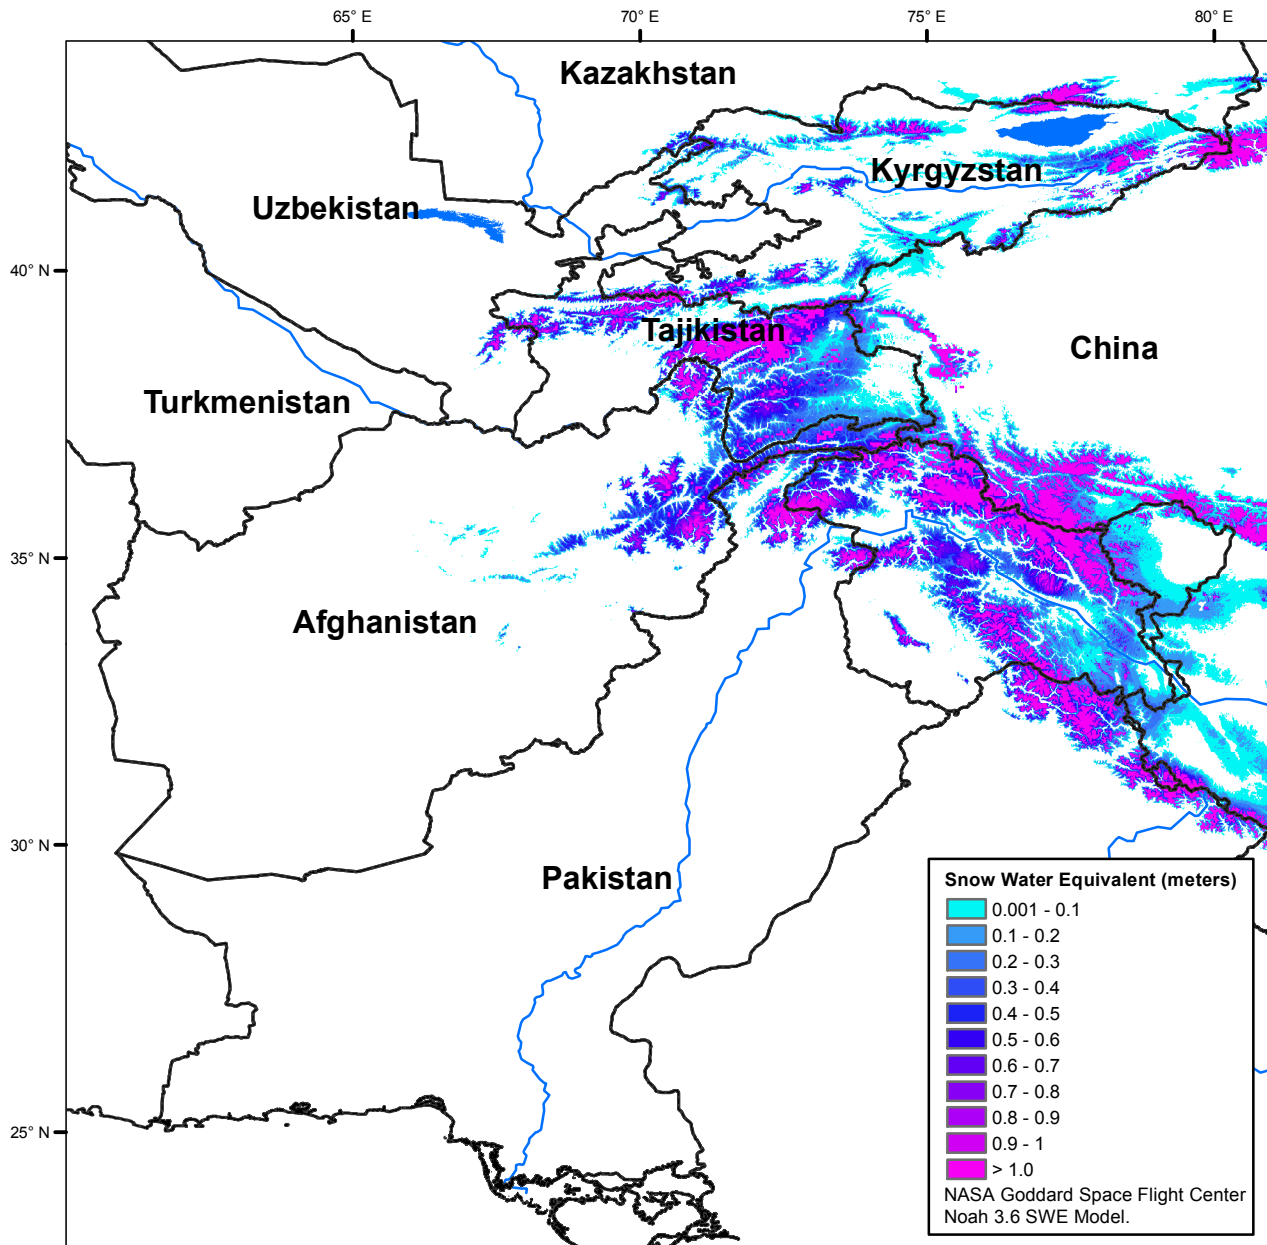 65° E
70° E
75° E
80° E
Kazakhstan
Kyrgyzstan
Uzbekistan
40° N
Tajikistan
China
Turkmenistan
35° N
Afghanistan
30° N
Pakistan
25° N
Snow Water Equivalent (meters)
0.001 - 0.1
0.1 - 0.2
0.2 - 0.3
0.3 - 0.4
0.4 - 0.5
0.5 - 0.6
0.6 - 0.7
0.7 - 0.8
0.8 - 0.9
0.9 - 1
> 1.0
NASA Goddard Space Flight Center
Noah 3.6 SWE Model.